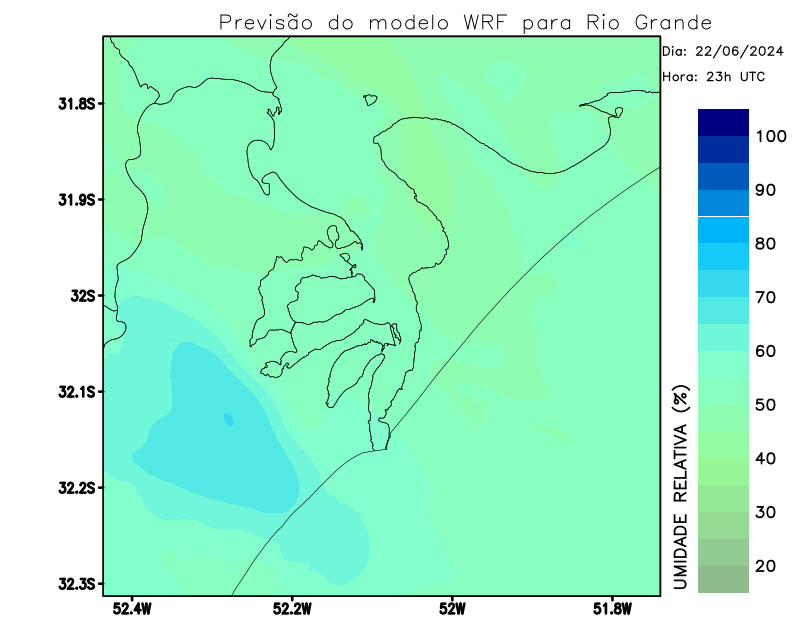 Previsão do modelo WRF para Rio Grande
Dia: 22/06/2024
Hora: 23h UTC
31.8S
31.9S
32S
32.1S
32.2S
32.3S
52.4W
52.2W
52W
51.8W
100
90
80
70
60
50
40
30
20
UMIDADE RELATIVA (%)